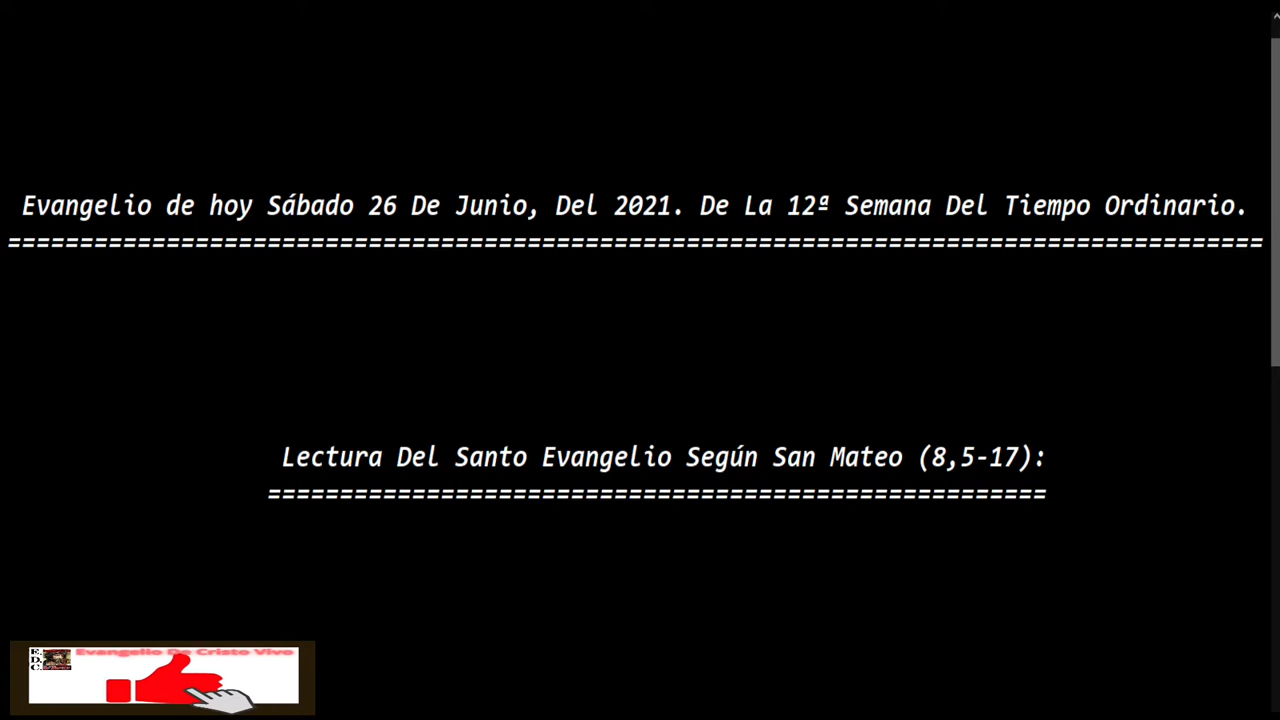 Evangelio de hoy Sábado 26 De Junio, Del 2021. De La 12ª Semana Del Tiempo Ordinario.
=======================================================================================
Lectura Del Santo Evangelio Según San Mateo (8,5-17):
======================================================
E.
D.
C.
Evangelio De Cristo Vivo